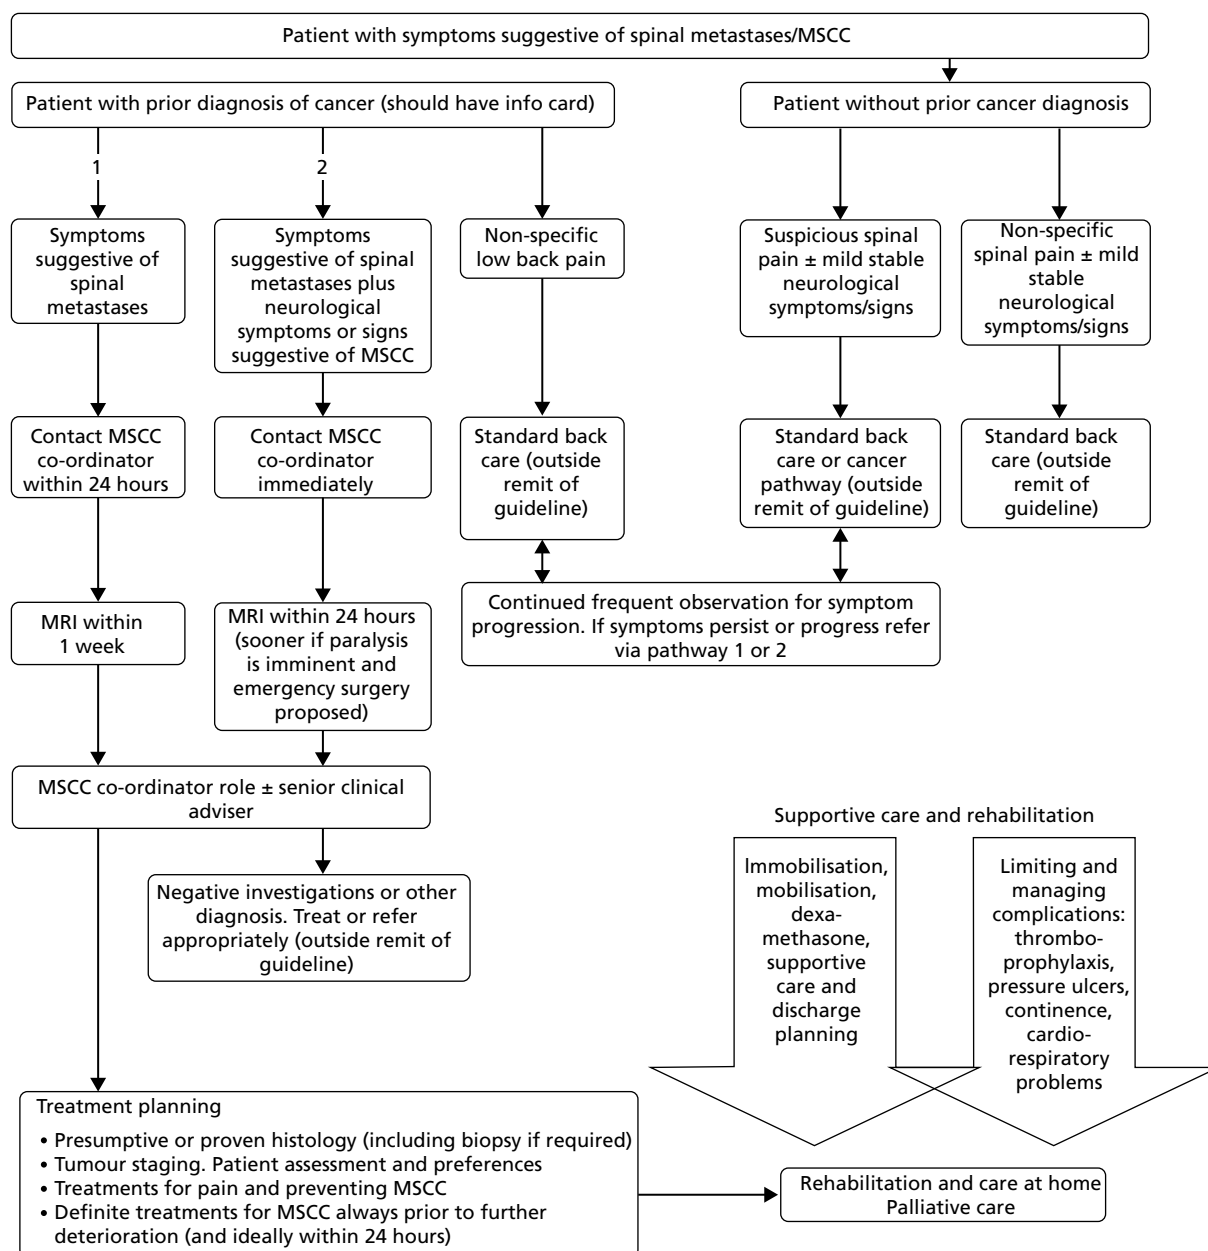 Patient with symptoms suggestive of spinal metastases/MSCC
Patient with prior diagnosis of cancer (should have info card)
Patient without prior cancer diagnosis
1
2
Symptoms
suggestive of
spinal
metastases
Symptoms
suggestive of spinal
metastases plus
neurological
symptoms or signs
suggestive of MSCC
Non-specific
low back pain
Suspicious spinal
pain ± mild stable
neurological
symptoms/signs
Non-specific
spinal pain ± mild
stable
neurological
symptoms/signs
Contact MSCC
co-ordinator
within 24 hours
Contact MSCC
co-ordinator
immediately
Standard back
care (outside
remit of
guideline)
Standard back
care or cancer
pathway (outside
remit of guideline)
Standard back
care (outside
remit of
guideline)
MRI within
1 week
MRI within 24 hours
(sooner if paralysis
is imminent and
emergency surgery
proposed)
Continued frequent observation for symptom
progression. If symptoms persist or progress refer
via pathway 1 or 2
MSCC co-ordinator role ± senior clinical
adviser
Negative investigations or other
diagnosis. Treat or refer
appropriately (outside remit of
guideline)
Supportive care and rehabilitation
Immobilisation,
mobilisation,
dexa-
methasone,
supportive
care and
discharge
planning
Limiting and
managing
complications:
thrombo-
prophylaxis,
pressure ulcers,
continence,
cardio-
respiratory
problems
Treatment planning
• Presumptive or proven histology (including biopsy if required)
• Tumour staging. Patient assessment and preferences
• Treatments for pain and preventing MSCC
• Definite treatments for MSCC always prior to further
deterioration (and ideally within 24 hours)
Rehabilitation and care at home
Palliative care